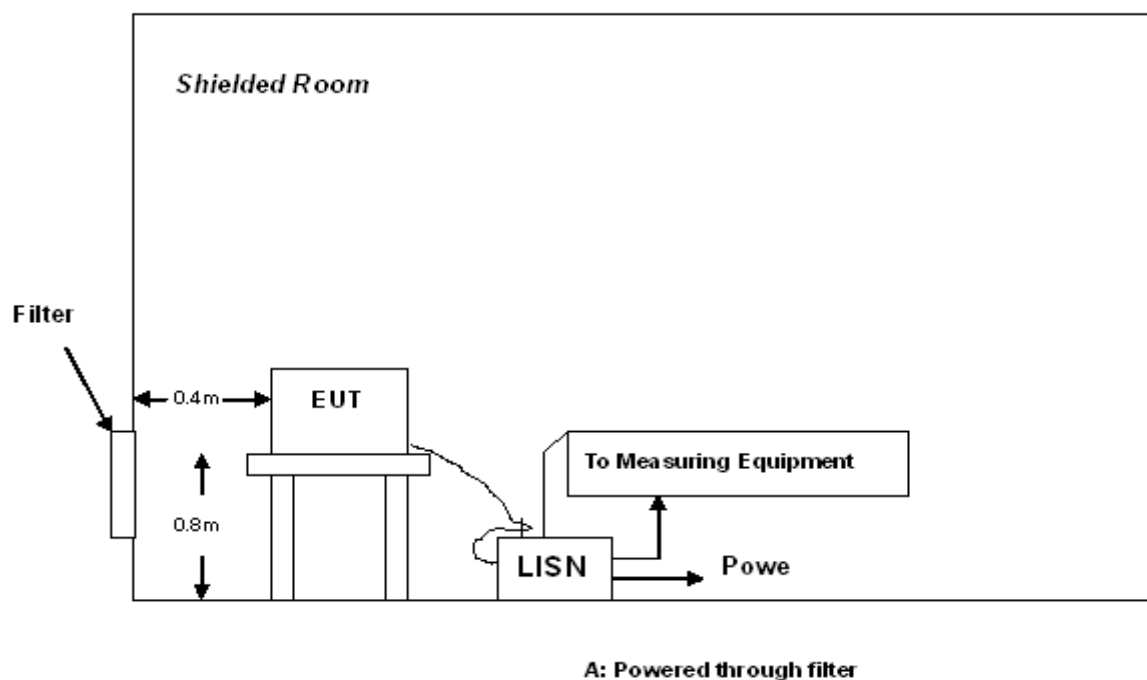 Shielded Room
Filter
0.4m
EUT
To Measuring Equipment
0.8m
LISN
Powe
A: Powered through filter